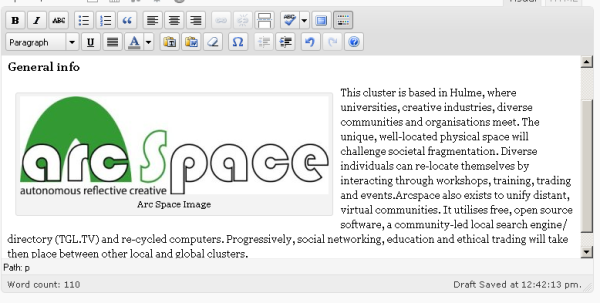 Visual HTML
B I ABC
ABC
Paragraph U A Ω
General info
arc Space
autonomous reflective creative
Arc Space Image
This cluster is based in Hulme, where
universities, creative industries, diverse
communities and organisations meet. The
unique, well-located physical space will
challenge societal fragmentation. Diverse
individuals can re-locate themselves by
interacting through workshops, training, trading
and events.Arcspace also exists to unify distant,
virtual communities. It utilises free, open source
software, a community-led local search engine/
directory (TGL.TV) and re-cycled computers. Progressively, social networking, education and ethical trading will take
then place between other local and global clusters.
Path: p
Word count: 110 Draft Saved at 12:42:13 pm.